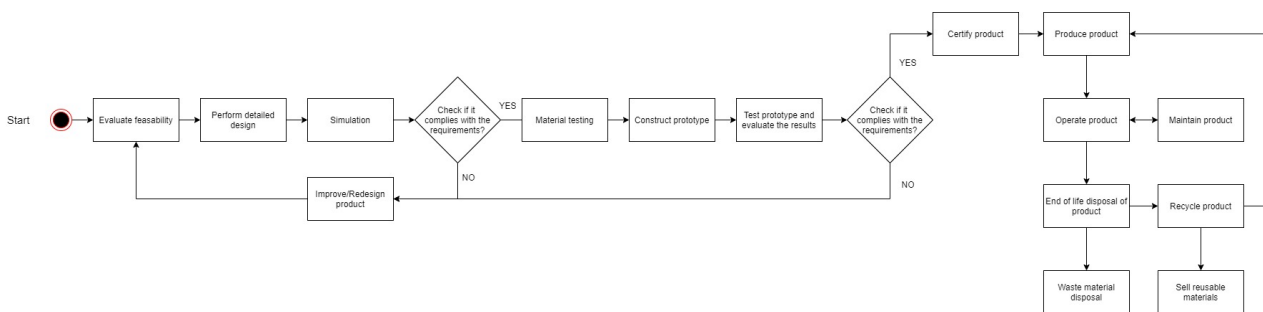 Start
Evaluate feasability
Perform detailed
design
Simulation
Check if it
complies with the
requirements?
YES
NO
Improve/Redesign
product
Material testing
Construct prototype
Test prototype and
evaluate the results
Check if it
complies with the
requirements?
YES
NO
Certify product
Produce product
Operate product
Maintain product
End of life disposal of
product
Recycle product
Waste material
disposal
Sell reusable
materials